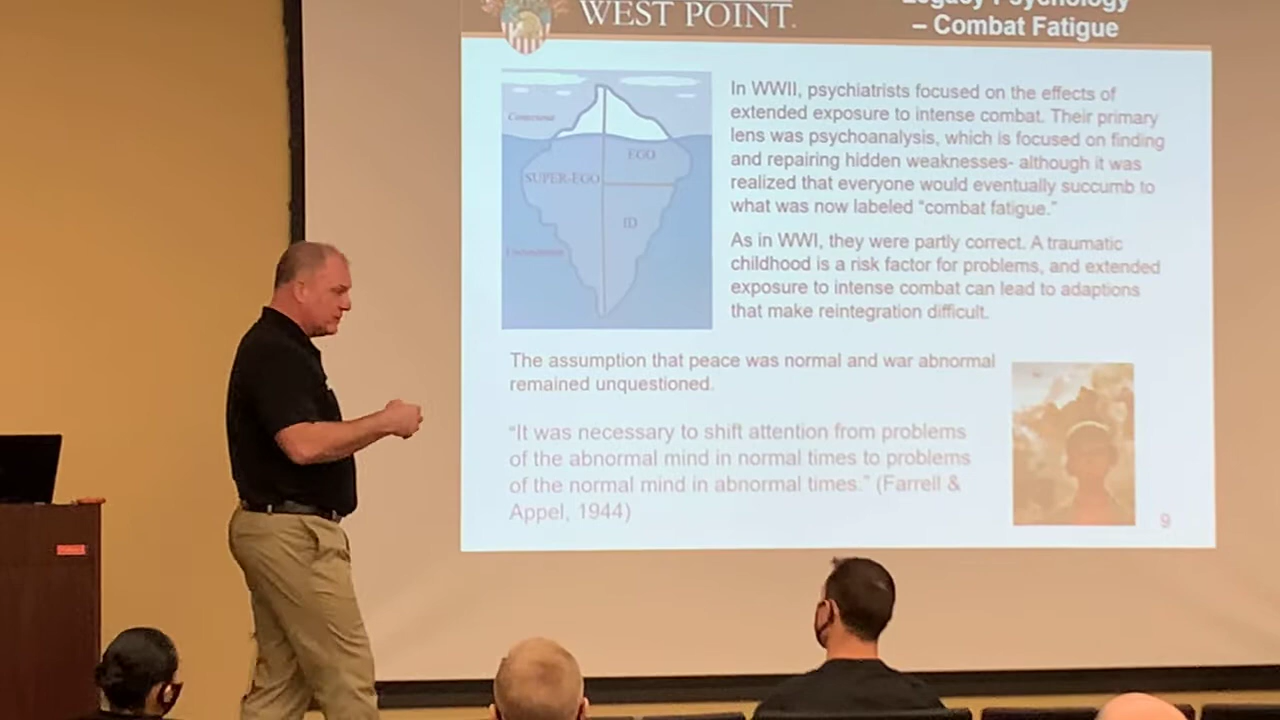 WEST POINT.
Legacy Psychology
– Combat Fatigue
Conscious
EGO
SUPER-EGO
ID
Unconscious
In WWII, psychiatrists focused on the effects of
extended exposure to intense combat. Their primary
lens was psychoanalysis, which is focused on finding
and repairing hidden weaknesses- although it was
realized that everyone would eventually succumb to
what was now labeled “combat fatigue.”
As in WWI, they were partly correct. A traumatic
childhood is a risk factor for problems, and extended
exposure to intense combat can lead to adaptions
that make reintegration difficult.
The assumption that peace was normal and war abnormal
remained unquestioned.
“It was necessary to shift attention from problems
of the abnormal mind in normal times to problems
of the normal mind in abnormal times.” (Farrell &
Appel, 1944)
9